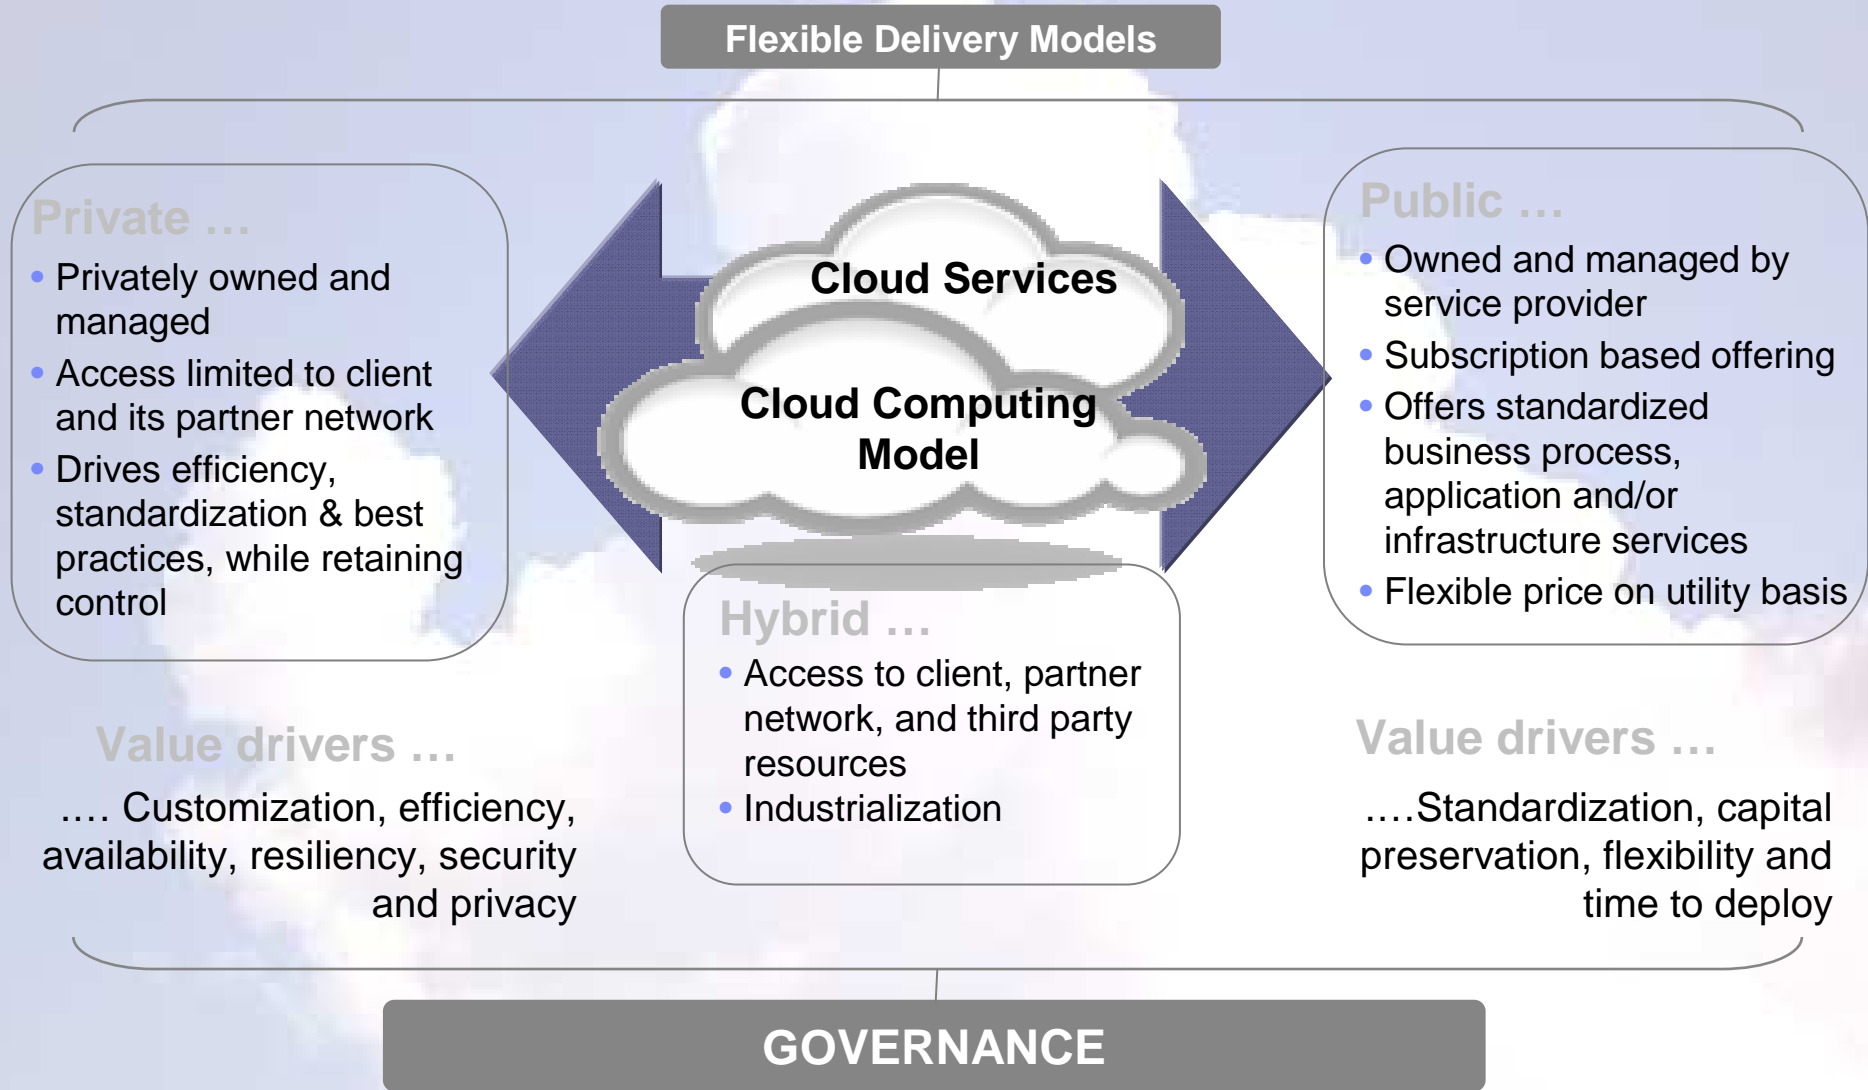 Flexible Delivery Models
Private …
• Privately owned and
managed
• Access limited to client
and its partner network
• Drives efficiency,
standardization & best
practices, while retaining
control
Cloud Services
Cloud Computing
Model
Public …
• Owned and managed by
service provider
• Subscription based offering
• Offers standardized
business process,
application and/or
infrastructure services
• Flexible price on utility basis
Hybrid …
• Access to client, partner
network, and third party
resources
• Industrialization
Value drivers …
…. Customization, efficiency,
availability, resiliency, security
and privacy
Value drivers …
….Standardization, capital
preservation, flexibility and
time to deploy
GOVERNANCE